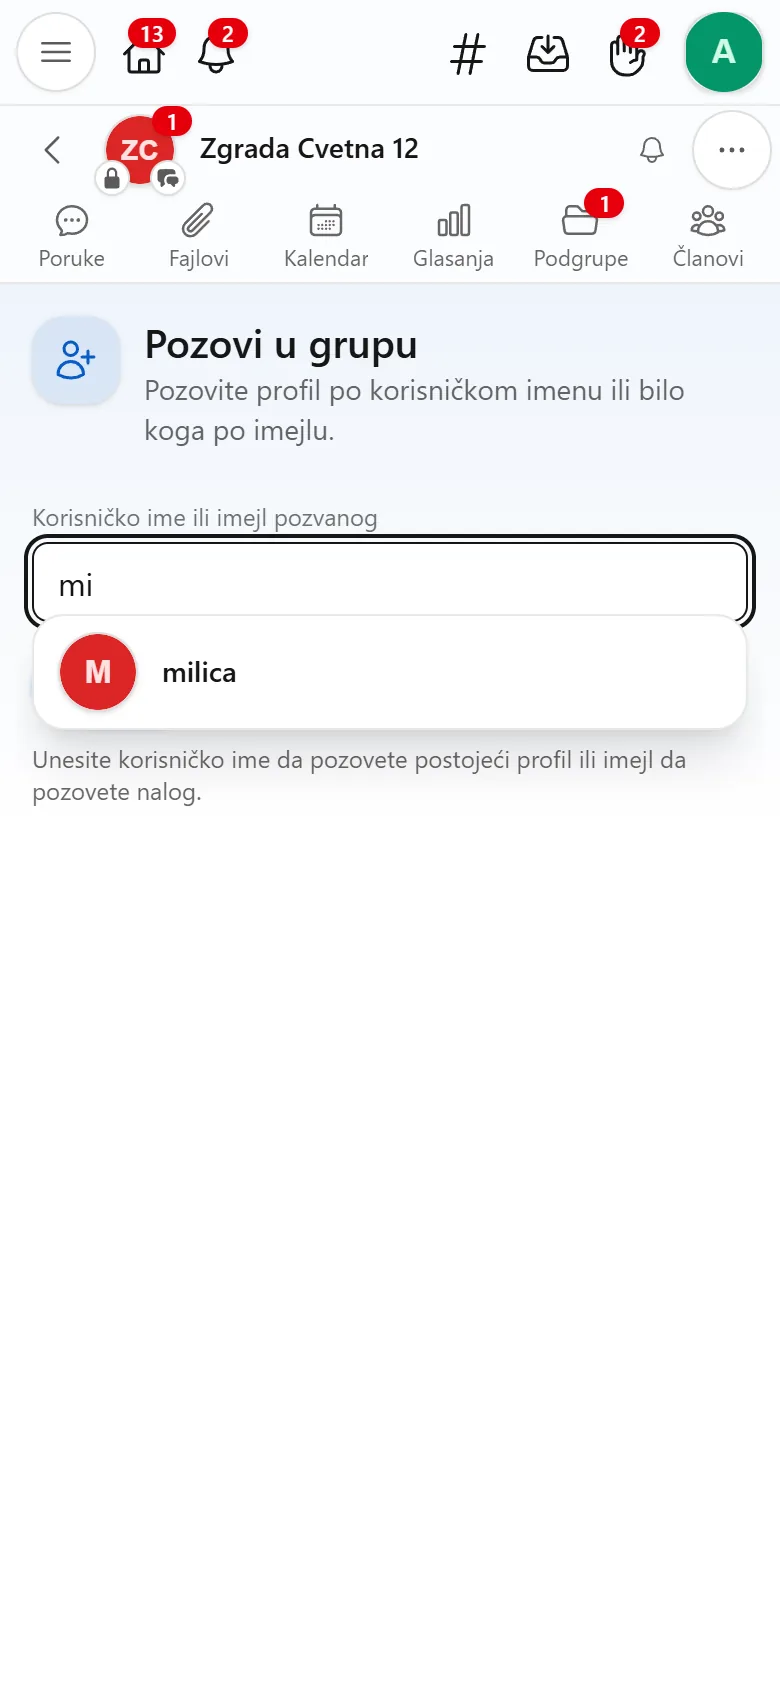 13
2
2
A
1
ZC
Zgrada Cvetna 12
1
Poruke
Fajlovi
Kalendar
Glasanja
Podgrupe
Članovi
Pozovi u grupu
Pozovite profil po korisničkom imenu ili bilo
koga po imejlu.
Korisničko ime ili imejl pozvanog
mi
M
milica
Unesite korisničko ime da pozovete postojeći profil ili imejl da
pozovete nalog.